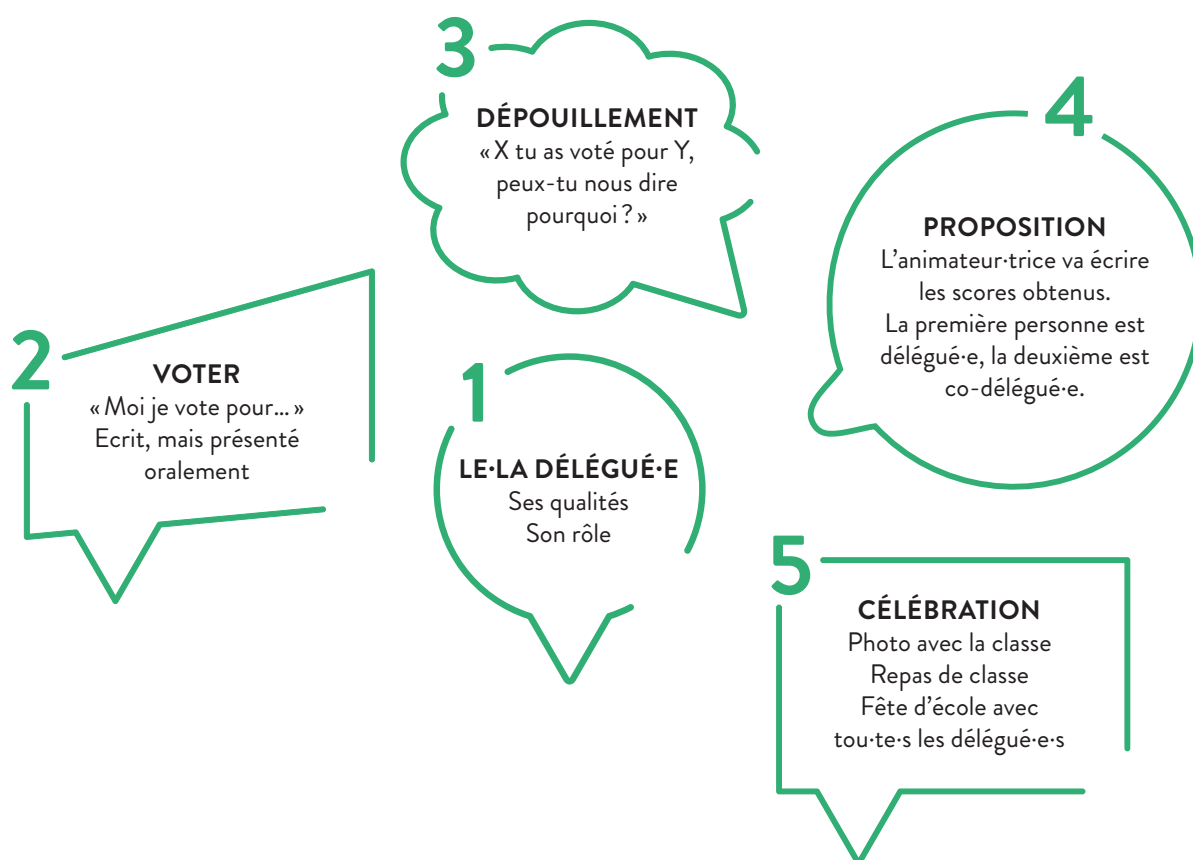 1
LE·LA DÉLÉGUÉ·E
Ses qualités
Son rôle
2
VOTER
« Moi je vote pour… »
Ecrit, mais présenté
oralement
3
DÉPOUILLEMENT
« X tu as voté pour Y,
peux-tu nous dire
pourquoi ? »
4
PROPOSITION
L’animateur·trice va écrire
les scores obtenus.
La première personne est
délégué·e, la deuxième est
co-délégué·e.
5
CÉLÉBRATION
Photo avec la classe
Repas de classe
Fête d’école avec
tou·te·s les délégué·e·s